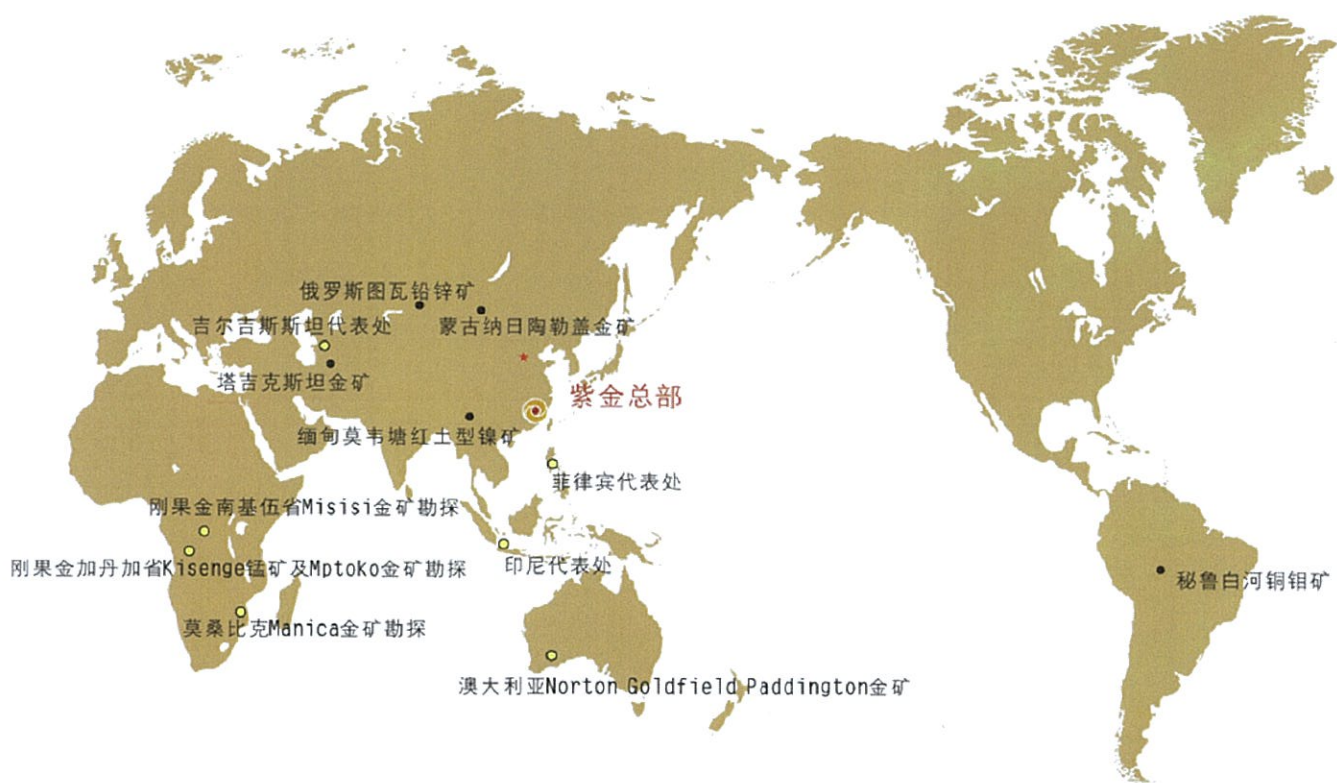 俄罗斯图瓦铅锌矿
吉尔吉斯斯坦代表处
蒙古纳日陶勒盖金矿
塔吉克斯坦金矿
紫金总部
缅甸莫韦塘红土型镍矿
菲律宾代表处
刚果金南基伍省Misisi金矿勘探
刚果金加丹加省Kisenge锰矿及Mptoko金矿勘探
印尼代表处
秘鲁白河铜钼矿
莫桑比克Manica金矿勘探
澳大利亚Norton Goldfield Paddington金矿